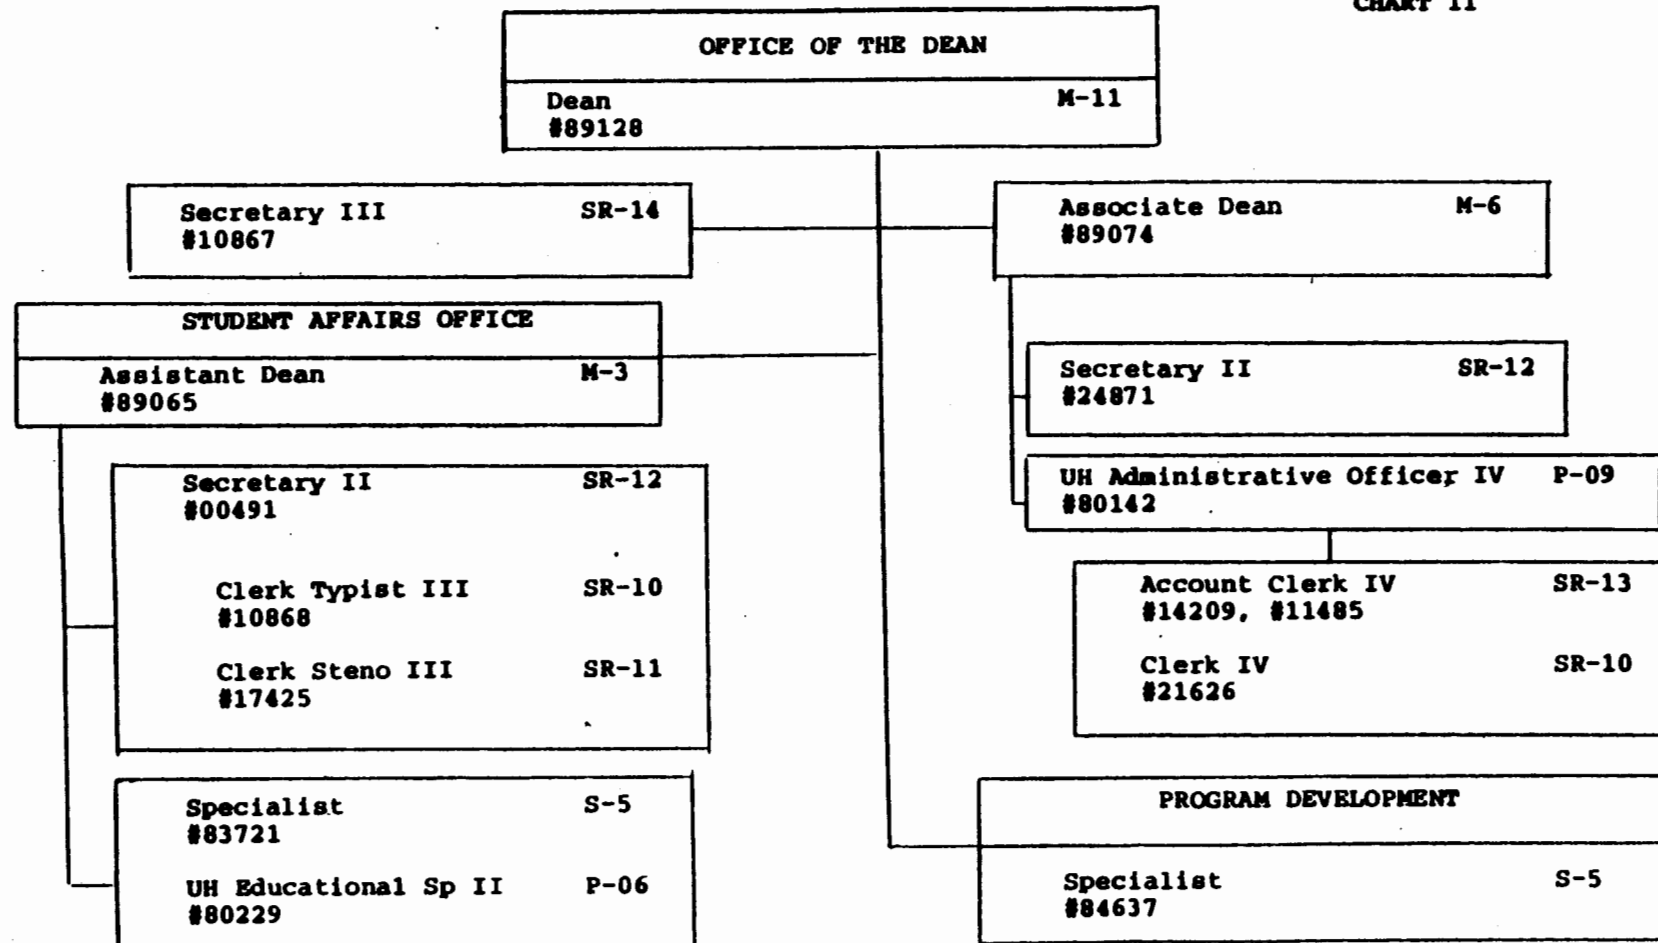 CHART II
OFFICE OF THE DEAN
Dean M-11
#89128
Secretary III SR-14
#10867
Associate Dean M-6
#89074
STUDENT AFFAIRS OFFICE
Assistant Dean M-3
#89065
Secretary II SR-12
#24871
UH Administrative Officer IV P-09
#80142
Secretary II SR-12
#00491
Clerk Typist III SR-10
#10868
Clerk Steno III SR-11
#17425
Account Clerk IV SR-13
#14209, #11485
Clerk IV SR-10
#21626
Specialist S-5
#83721
UH Educational Sp II P-06
#80229
PROGRAM DEVELOPMENT
Specialist S-5
#84637